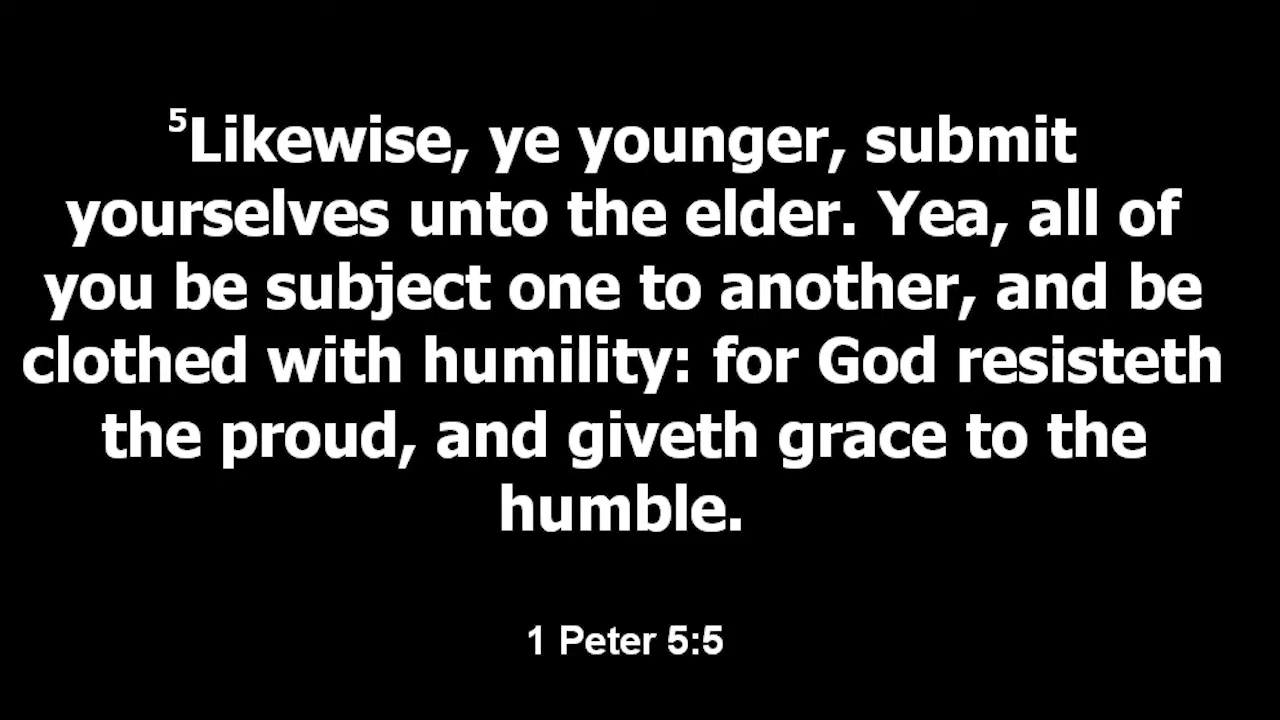 5Likewise, ye younger, submit
yourselves unto the elder. Yea, all of
you be subject one to another, and be
clothed with humility: for God resisteth
the proud, and giveth grace to the
humble.
1 Peter 5:5